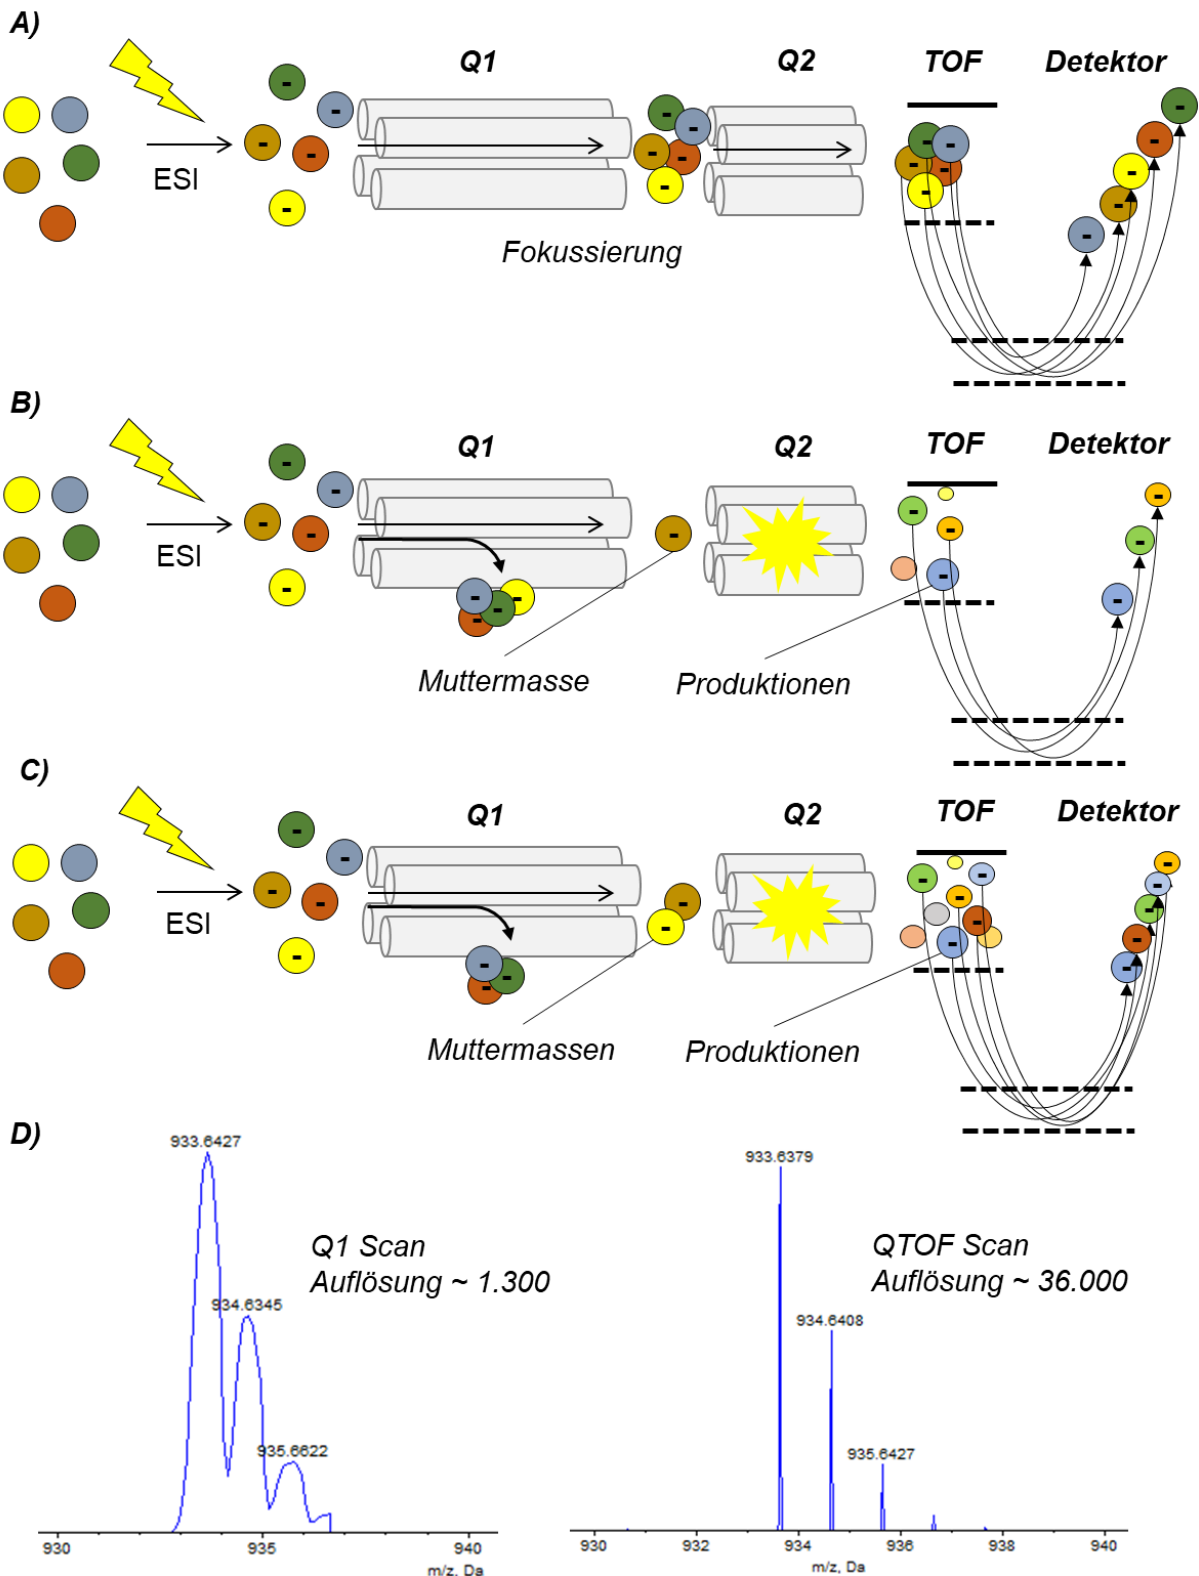 A)
Q1
Q2
TOF
Detektor
ESI
Fokussierung
B)
Q1
Q2
TOF
Detektor
ESI
Muttermasse
Produktionen
C)
Q1
Q2
TOF
Detektor
ESI
Muttermassen
Produktionen
D)
933.6427
934.6345
935.6622
Q1 Scan
Auflösung ~ 1.300
930
935
940
m/z, Da
933.6379
934.6408
935.6427
QTOF Scan
Auflösung ~ 36.000
930
932
934
936
938
940
m/z, Da